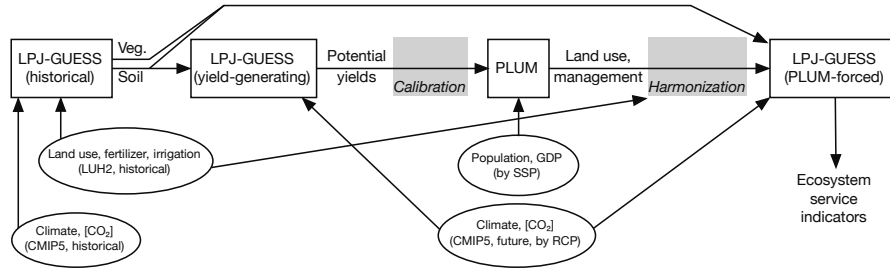 LPJ-GUESS
(historical)
Veg.
Soil
LPJ-GUESS
(yield-generating)
Potential
yields
Calibration
PLUM
Land use,
management
Harmonization
LPJ-GUESS
(PLUM-forced)
Land use, fertilizer, irrigation
(LUH2, historical)
Population, GDP
(by SSP)
Climate, [CO₂]
(CMIP5, historical)
Climate, [CO₂]
(CMIP5, future, by RCP)
Ecosystem
service
indicators